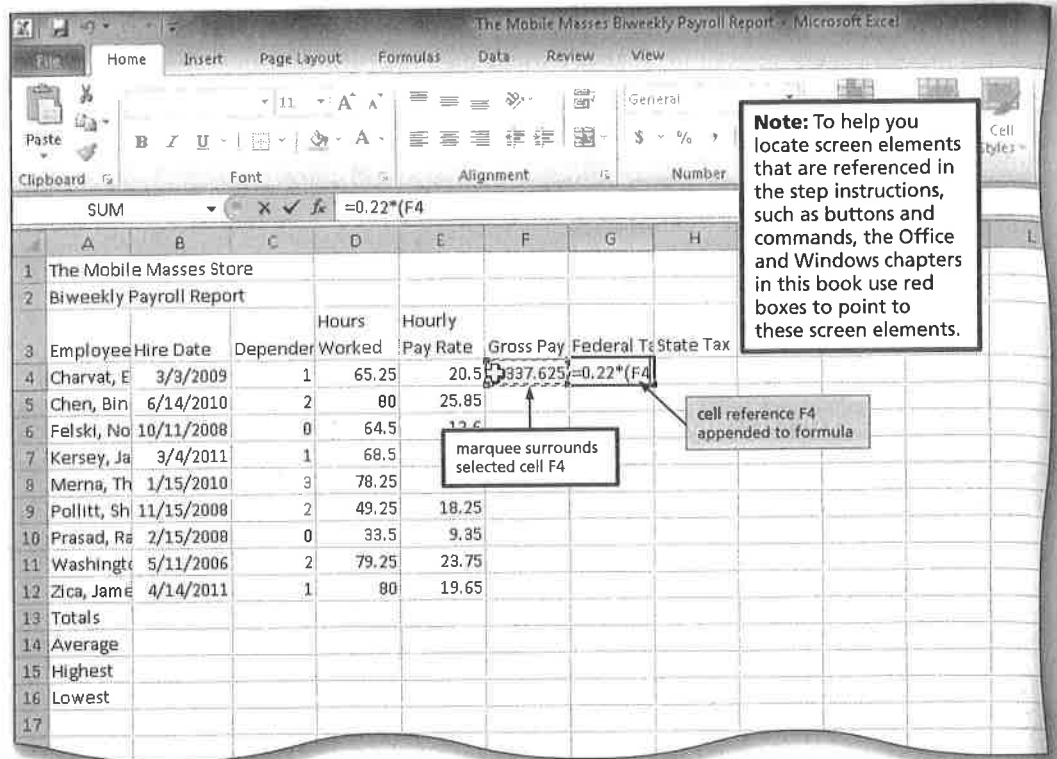 The Mobile Masses Biweekly Payroll Report - Microsoft Excel
File Home Insert Page Layout Formulas Data Review View
Paste
11 A A
General
B I U A
$ % ,
Cell
Styles
Clipboard Font Alignment Number
Note: To help you
locate screen elements
that are referenced in
the step instructions,
such as buttons and
commands, the Office
and Windows chapters
in this book use red
boxes to point to
these screen elements.
SUM fx =0.22*(F4
A B C D E F G H L
1 The Mobile Masses Store
2 Biweekly Payroll Report
Hours Hourly
3 Employee Hire Date Depender Worked Pay Rate Gross Pay Federal Ta State Tax
4 Charvat, E 3/3/2009 1 65.25 20.5 337.625 =0.22*(F4
5 Chen, Bin 6/14/2010 2 80 25.85
6 Felski, No 10/11/2008 0 64.5
7 Kersey, Ja 3/4/2011 1 68.5
8 Merna, Th 1/15/2010 3 78.25
9 Pollitt, Sh 11/15/2008 2 49.25 18.25
10 Prasad, Ra 2/15/2008 0 33.5 9.35
11 Washingto 5/11/2006 2 79.25 23.75
12 Zica, Jame 4/14/2011 1 80 19.65
13 Totals
14 Average
15 Highest
16 Lowest
17
cell reference F4
appended to formula
marquee surrounds
selected cell F4